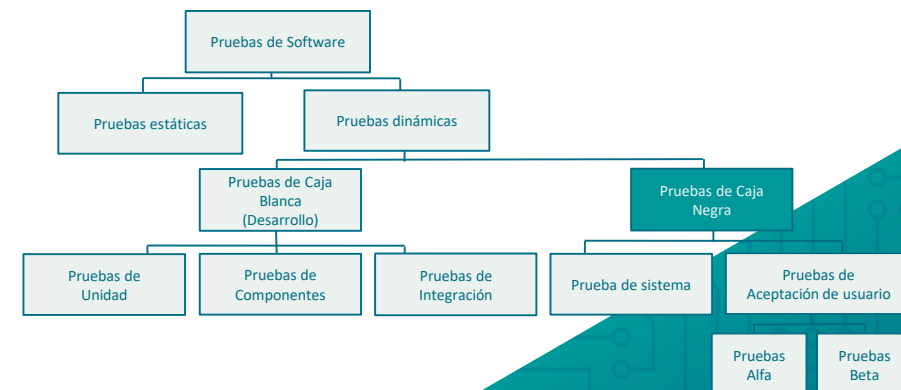 Pruebas de Software
Pruebas estáticas
Pruebas dinámicas
Pruebas de Caja
Blanca
(Desarrollo)
Pruebas de Caja
Negra
Pruebas de
Unidad
Pruebas de
Componentes
Pruebas de
Integración
Prueba de sistema
Pruebas de
Aceptación de usuario
Pruebas
Alfa
Pruebas
Beta